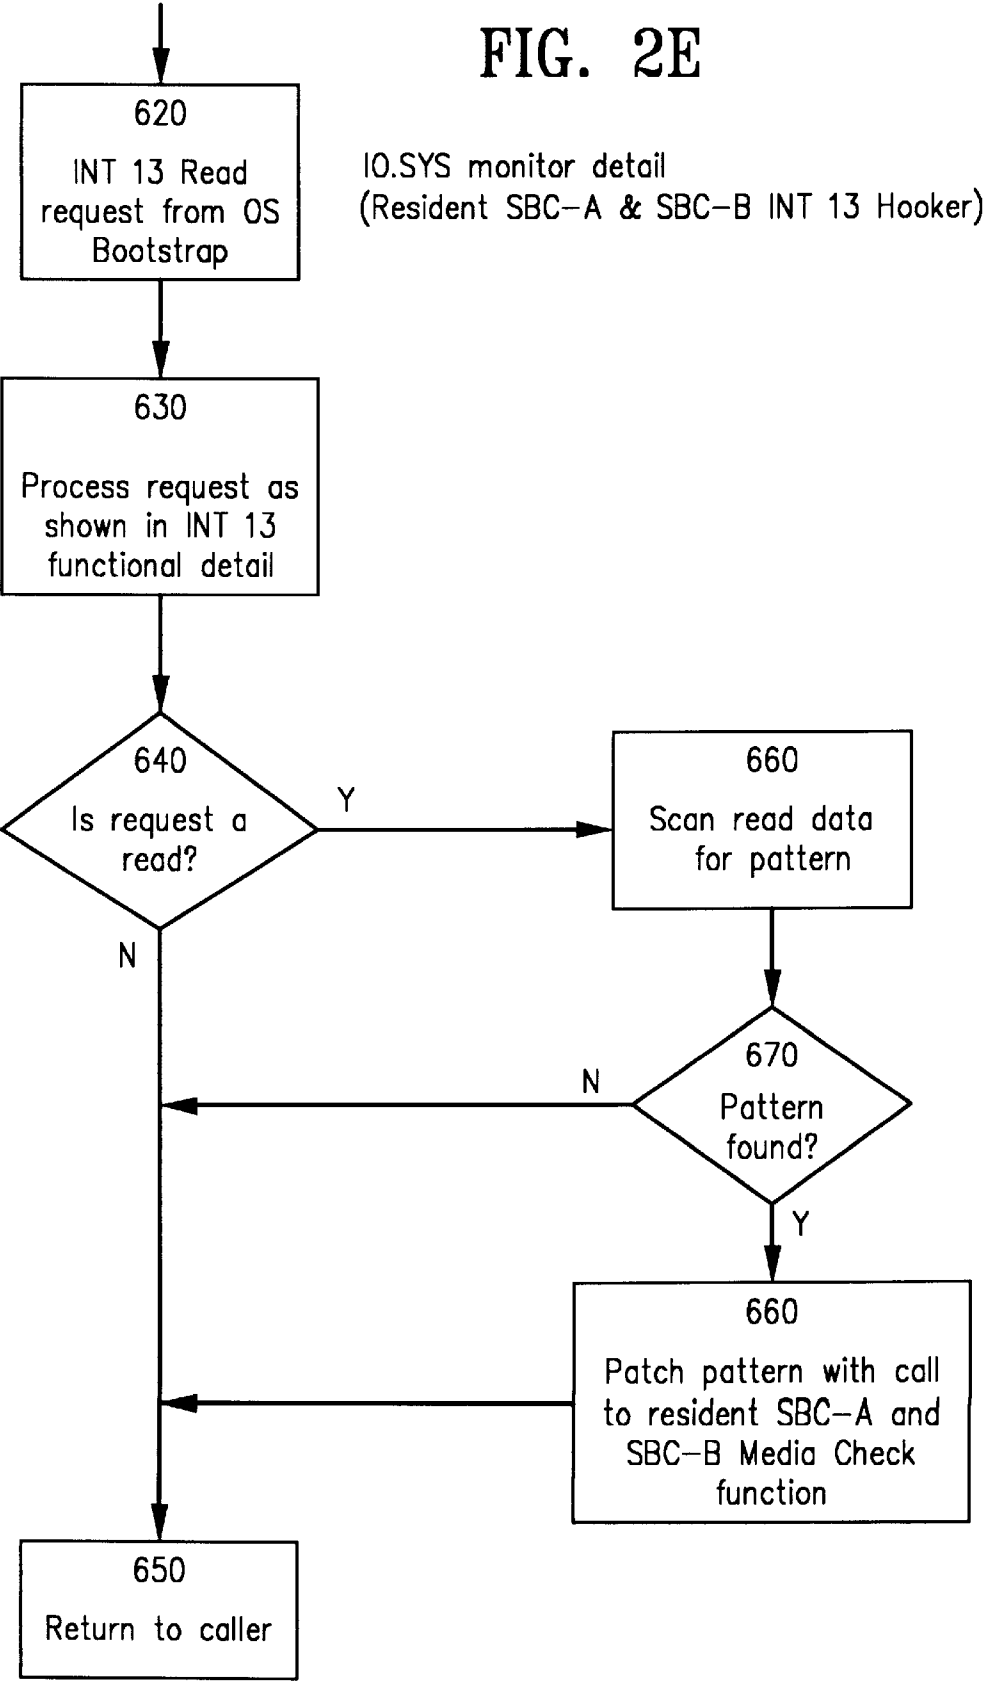 FIG. 2E
IO.SYS monitor detail
(Resident SBC-A & SBC-B INT 13 Hooker)
620
INT 13 Read
request from OS
Bootstrap
630
Process request as
shown in INT 13
functional detail
640
Is request a
read?
Y
N
660
Scan read data
for pattern
670
Pattern
found?
N
Y
660
Patch pattern with call
to resident SBC-A and
SBC-B Media Check
function
650
Return to caller